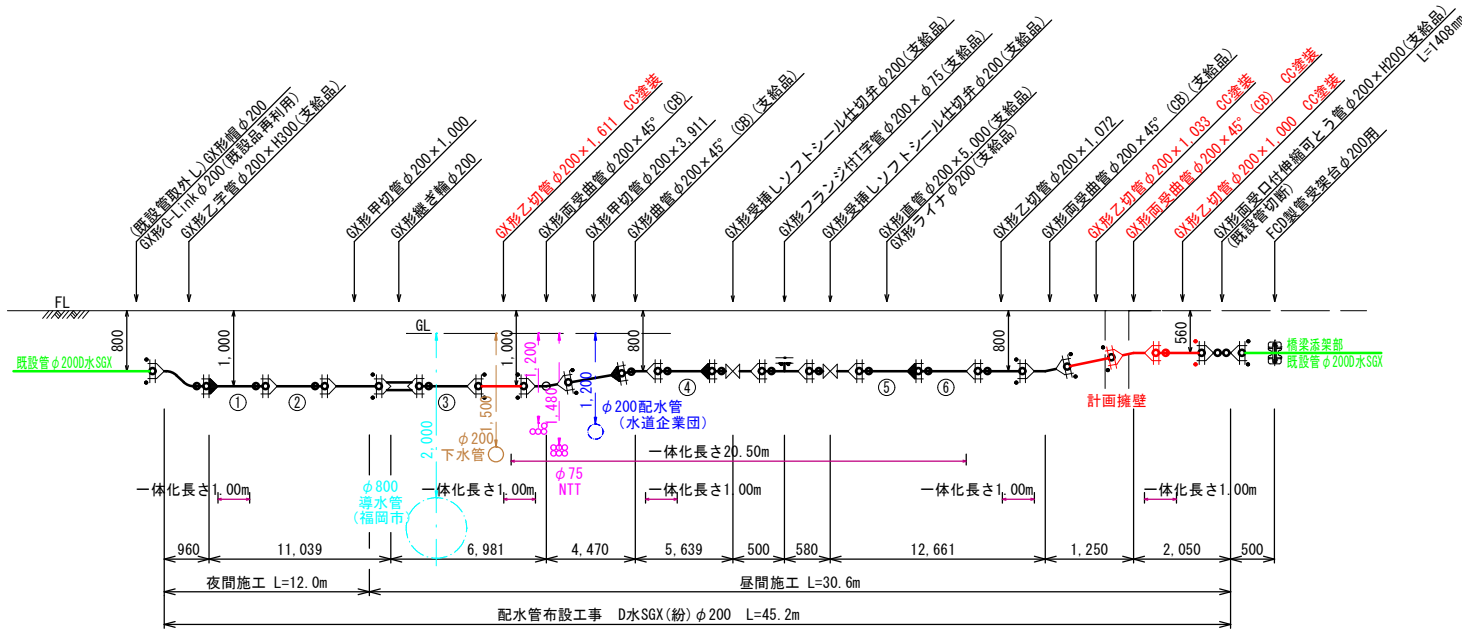 (既設管取外し)GX形帽φ200
GX形G-Linkφ200(既設品再利用)
GX形乙字管φ200×H300(支給品)
GX形甲切管φ200×1,000
GX形継ぎ輪φ200
GX形乙切管φ200×1,611 CC塗装
GX形両受曲管φ200×45°(CB)
GX形甲切管φ200×3,911
GX形曲管φ200×45°(CB)(支給品)
GX形受挿しソフトシール仕切弁φ200(支給品)
GX形フランジ付T字管φ200×φ75(支給品)
GX形受挿しソフトシール仕切弁φ200(支給品)
GX形直管φ200×5,000(支給品)
GX形ライナφ200(支給品)
GX形乙切管φ200×1,072
GX形両受曲管φ200×45°(CB)(支給品)
GX形乙切管φ200×1,033 CC塗装
GX形両受曲管φ200×45°(CB) CC塗装
GX形乙切管φ200×1,000 CC塗装
GX形両受口付伸縮可とう管φ200×H200(支給品)
L=1408mm
(既設管切断)
FCD製管受架台φ200用
FL
GL
800
1,000
1,000
800
800
560
既設管φ200D水SGX
橋梁添架部
既設管φ200D水SGX
① ② ③ ④ ⑤ ⑥
計画擁壁
2,000
1,500
1,200
1,480
1,200
φ200配水管
(水道企業団)
φ200
下水管
φ75
NTT
φ800
導水管
(福岡市)
一体化長さ20.50m
一体化長さ1.00m
一体化長さ1.00m
一体化長さ1.00m
一体化長さ1.00m
一体化長さ1.00m
960 11,039 6,981 4,470 5,639 500 580 12,661 1,250 2,050 500
夜間施工 L=12.0m 昼間施工 L=30.6m
配水管布設工事 D水SGX(紛)φ200 L=45.2m